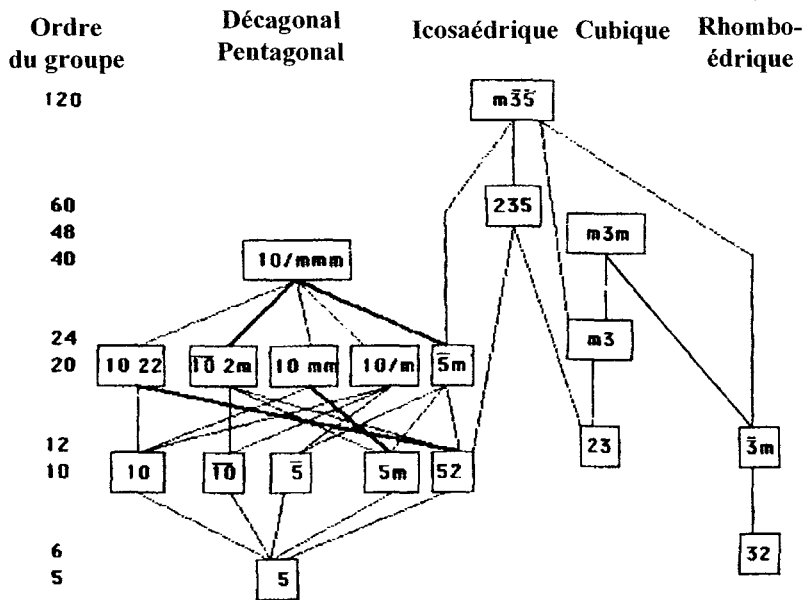 Ordre
du groupe
Décagonal
Pentagonal
Icosaédrique
Cubique
Rhombo-
édrique
120
m3̅5̅
60
235
48
m3m
40
10/mmm
24
m3
20
10 22
1̅0̅ 2m
10 mm
10/m
5̅m
12
23
3̅m
10
10
1̅0̅
5̅
5m
52
6
32
5
5